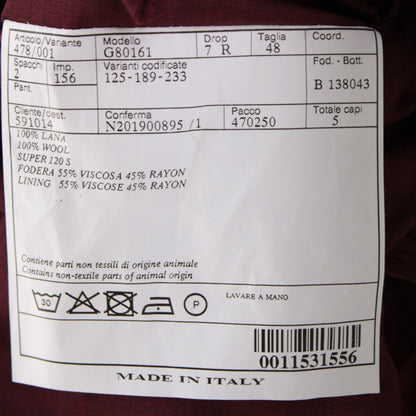 Articolo/Variante Modello Drop Taglia Coord.
478/001 G80161 7 R 48
Spacchi Imp. Varianti codificate Fod. - Bott.
2 156 125-189-233 B 138043
Pant.
Cliente/dest. Conferma Pacco Totale capi
591014 N201900895 /1 470250 5
100% LANA
100% WOOL
SUPER 120 S
FODERA 55% VISCOSA 45% RAYON
LINING 55% VISCOSE 45% RAYON
Contiene parti non tessili di origine animale
Contains non-textile parts of animal origin
30 P LAVARE A MANO
0011531556
MADE IN ITALY